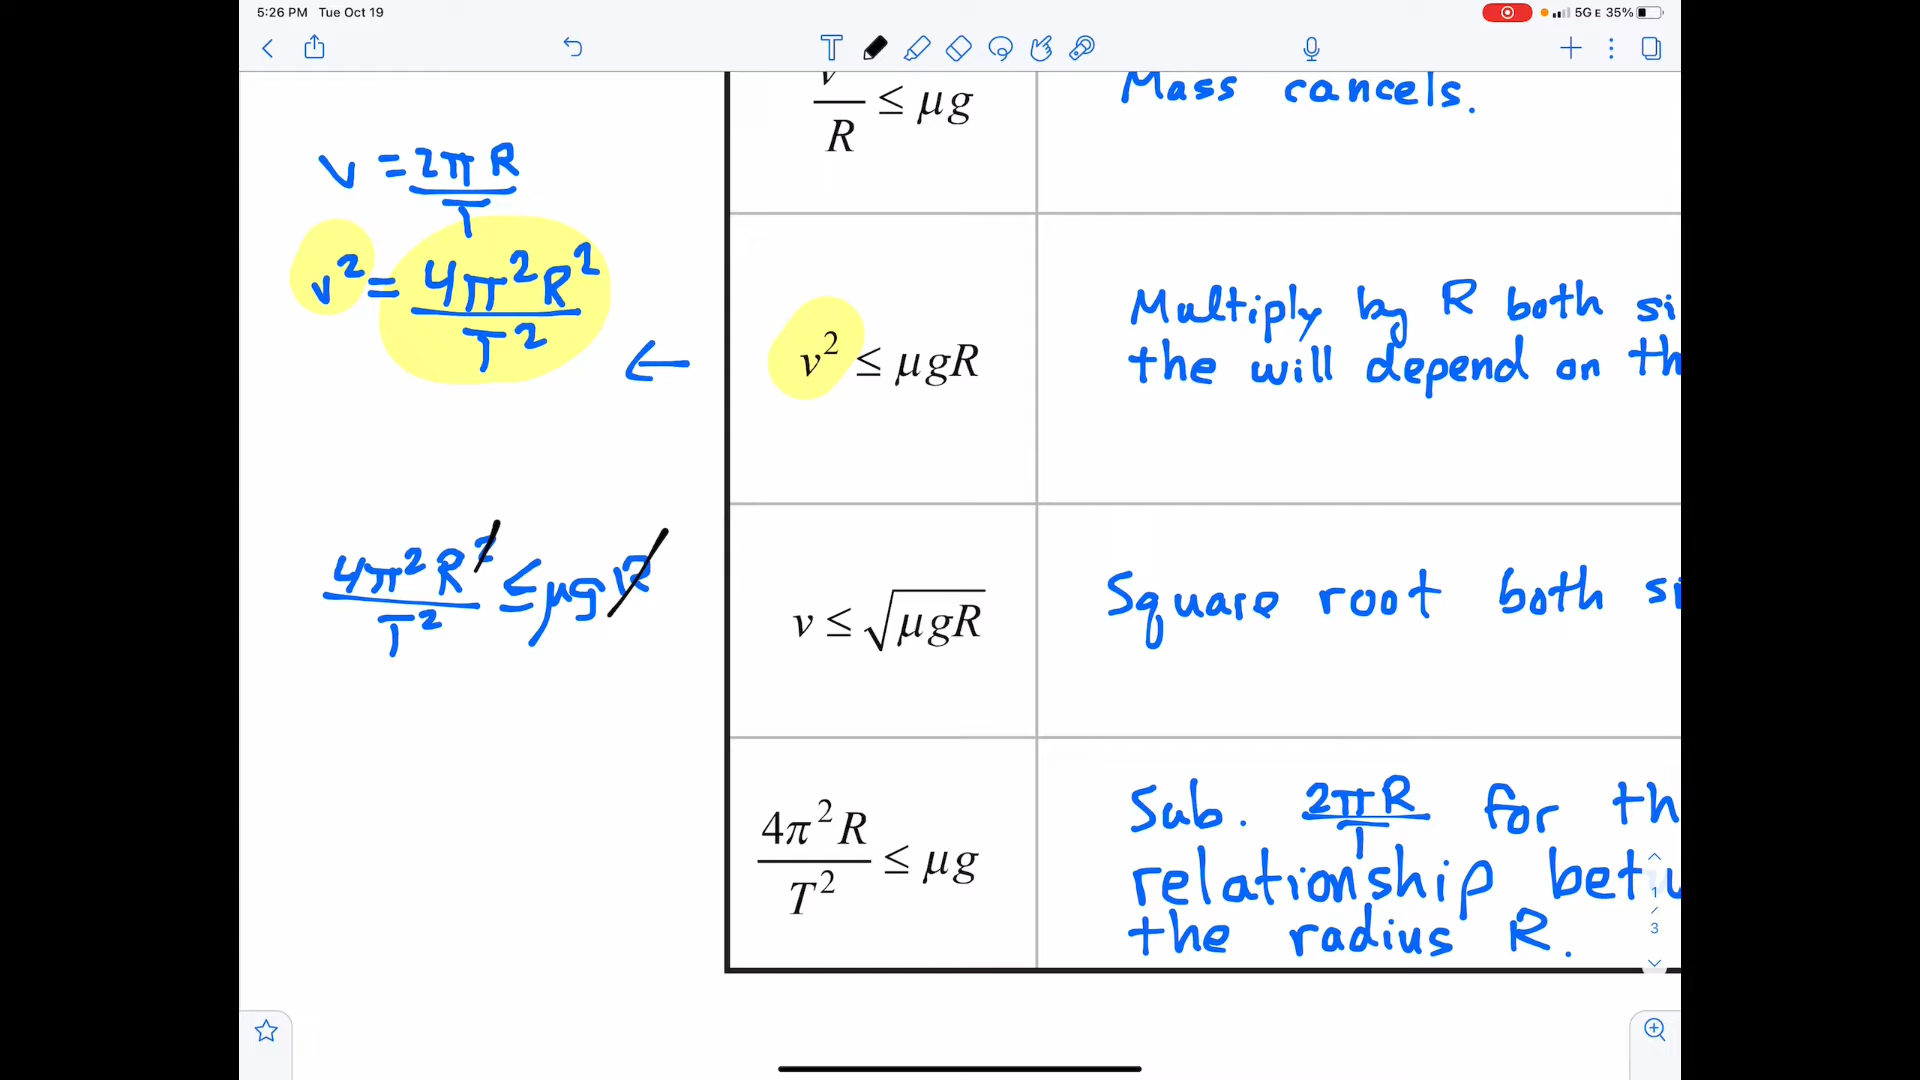 5:26 PM Tue Oct 19
5G E 35%
v = 2πR / T
v² = 4π²R² / T²
4π²R² / T² ≤ μgR
/ R ≤ μg
Mass cancels.
v² ≤ μgR
Multiply by R both si
the will depend on th
v ≤ √μgR
Square root both si
4π²R / T² ≤ μg
Sub. 2πR / T for th
relationship betw
the radius R.
1
/
3